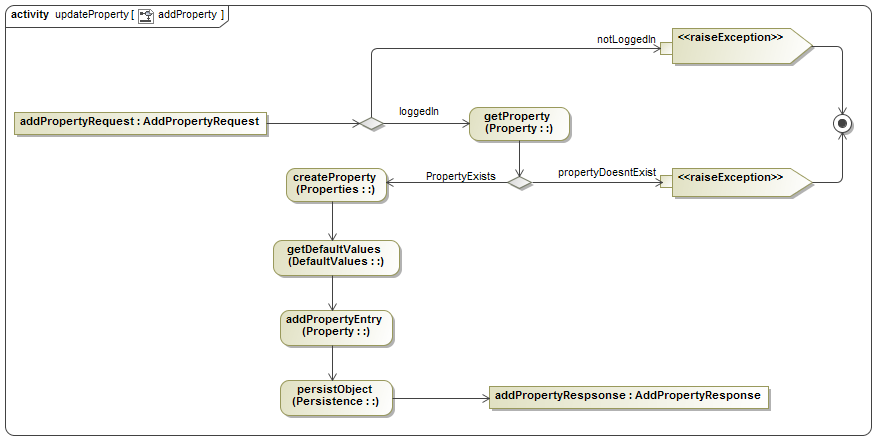 activity updateProperty [ addProperty ]
notLoggedIn
<<raiseException>>
addPropertyRequest : AddPropertyRequest
loggedIn
getProperty
(Property : :)
createProperty
(Properties : :)
PropertyExists
propertyDoesntExist
<<raiseException>>
getDefaultValues
(DefaultValues : :)
addPropertyEntry
(Property : :)
persistObject
(Persistence : :)
addPropertyRespsonse : AddPropertyResponse